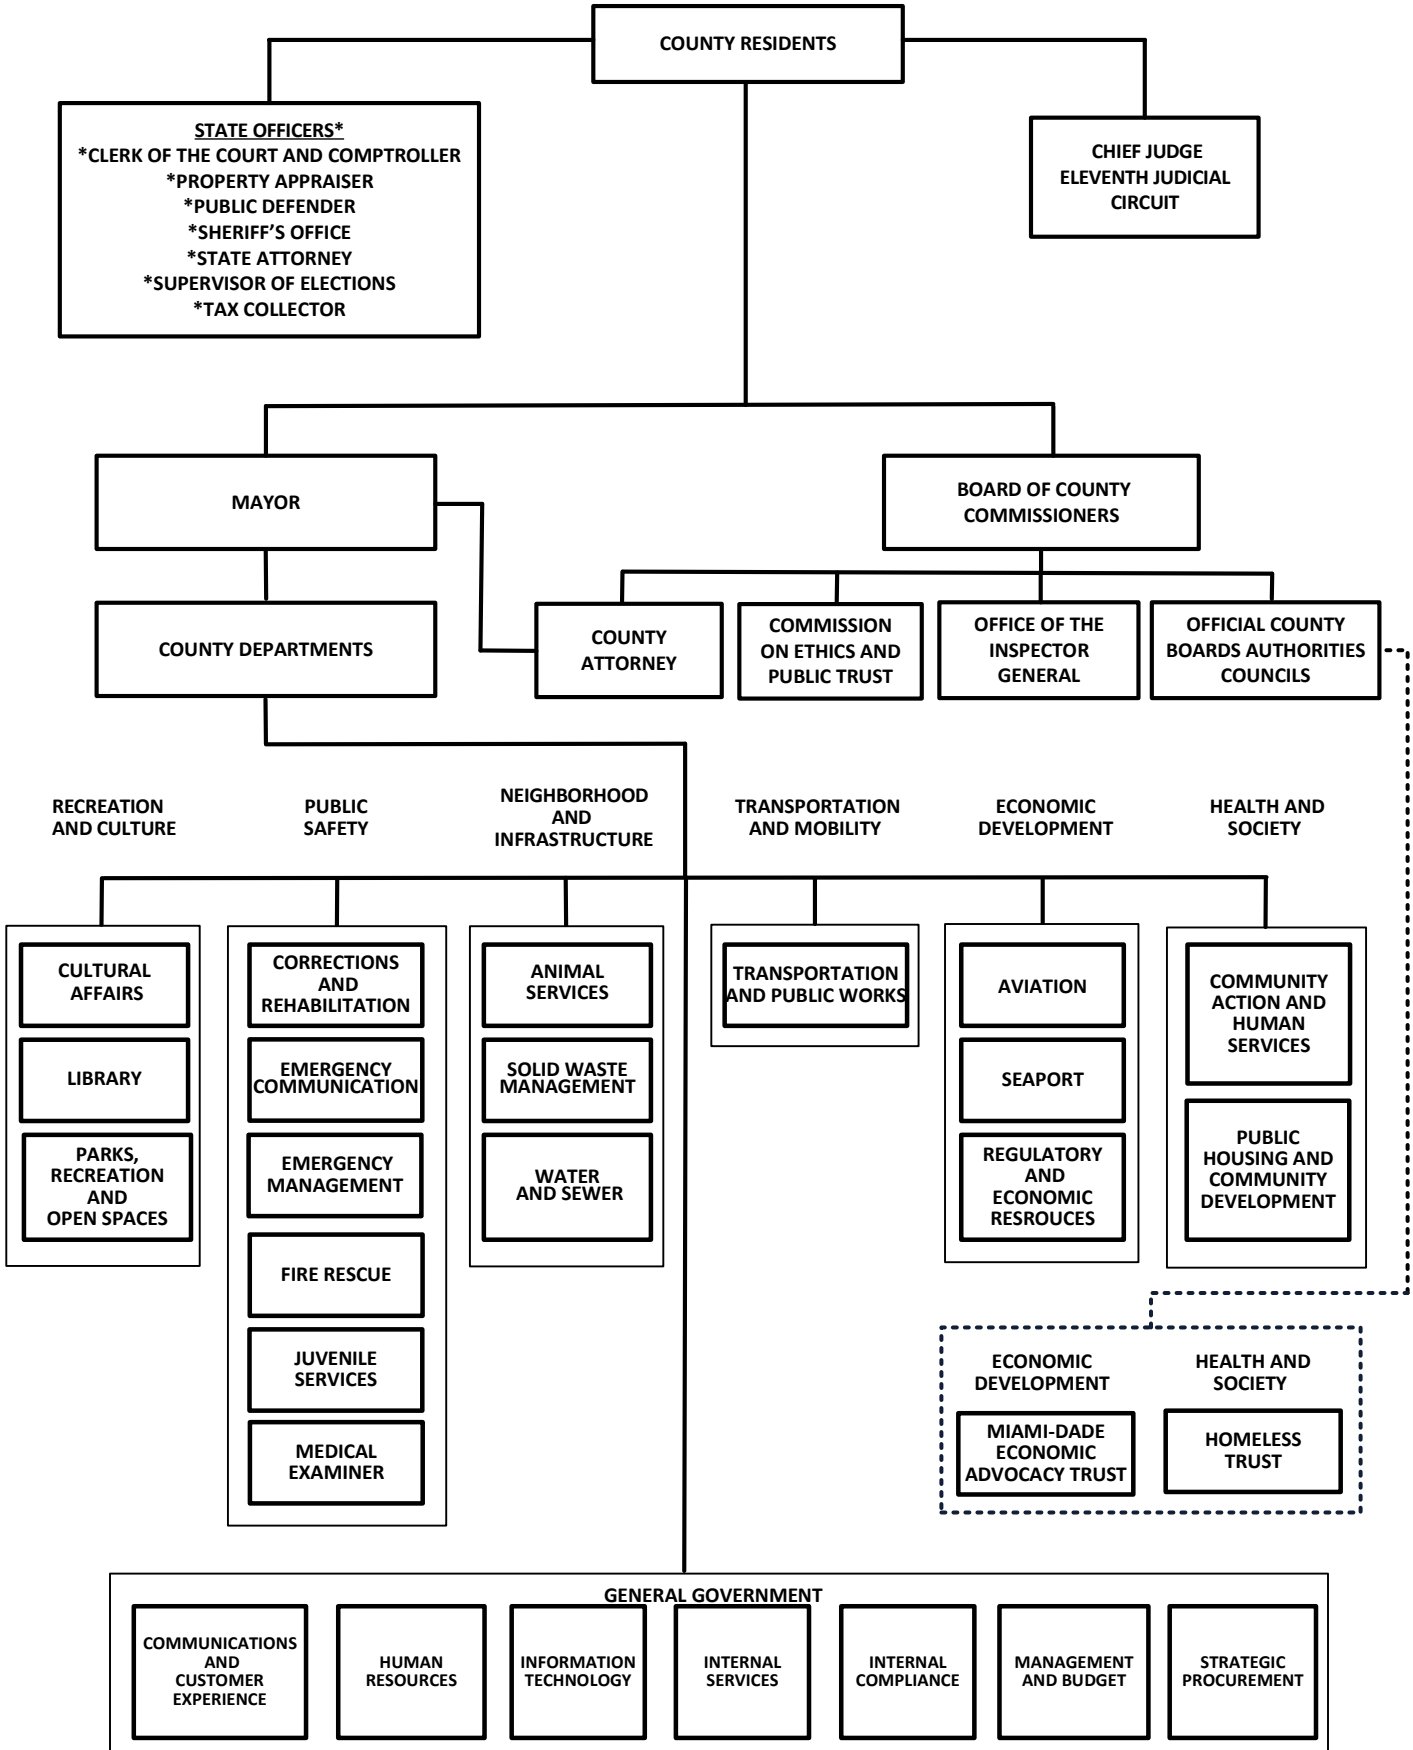 COUNTY RESIDENTS
STATE OFFICERS*
*CLERK OF THE COURT AND COMPTROLLER
*PROPERTY APPRAISER
*PUBLIC DEFENDER
*SHERIFF'S OFFICE
*STATE ATTORNEY
*SUPERVISOR OF ELECTIONS
*TAX COLLECTOR
CHIEF JUDGE
ELEVENTH JUDICIAL
CIRCUIT
MAYOR
BOARD OF COUNTY
COMMISSIONERS
COUNTY DEPARTMENTS
COUNTY
ATTORNEY
COMMISSION
ON ETHICS AND
PUBLIC TRUST
OFFICE OF THE
INSPECTOR
GENERAL
OFFICIAL COUNTY
BOARDS AUTHORITIES
COUNCILS
RECREATION
AND CULTURE
PUBLIC
SAFETY
NEIGHBORHOOD
AND
INFRASTRUCTURE
TRANSPORTATION
AND MOBILITY
ECONOMIC
DEVELOPMENT
HEALTH AND
SOCIETY
CULTURAL
AFFAIRS
LIBRARY
PARKS,
RECREATION
AND
OPEN SPACES
CORRECTIONS
AND
REHABILITATION
EMERGENCY
COMMUNICATION
EMERGENCY
MANAGEMENT
FIRE RESCUE
JUVENILE
SERVICES
MEDICAL
EXAMINER
ANIMAL
SERVICES
SOLID WASTE
MANAGEMENT
WATER
AND SEWER
TRANSPORTATION
AND PUBLIC WORKS
AVIATION
SEAPORT
REGULATORY
AND
ECONOMIC
RESROUCES
COMMUNITY
ACTION AND
HUMAN
SERVICES
PUBLIC
HOUSING AND
COMMUNITY
DEVELOPMENT
ECONOMIC
DEVELOPMENT
MIAMI-DADE
ECONOMIC
ADVOCACY TRUST
HEALTH AND
SOCIETY
HOMELESS
TRUST
GENERAL GOVERNMENT
COMMUNICATIONS
AND
CUSTOMER
EXPERIENCE
HUMAN
RESOURCES
INFORMATION
TECHNOLOGY
INTERNAL
SERVICES
INTERNAL
COMPLIANCE
MANAGEMENT
AND BUDGET
STRATEGIC
PROCUREMENT